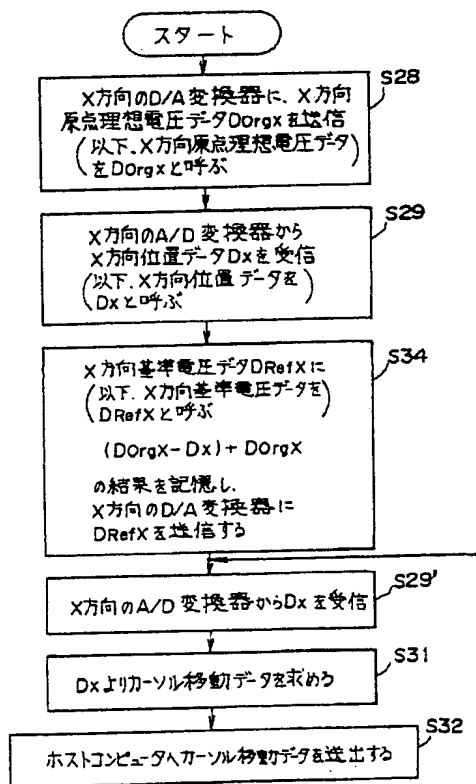 スタート
S28
X方向のD/A変換器に、X方向
原点理想電圧データDOrgxを送信
(以下、X方向原点理想電圧データ
をDOrgxと呼ぶ)
S29
X方向のA/D変換器から
X方向位置データDxを受信
(以下、X方向位置データを
Dxと呼ぶ)
S34
X方向基準電圧データDRefXに
(以下、X方向基準電圧データを
DRefXと呼ぶ)
(DOrgX-Dx)+DOrgX
の結果を記憶し、
X方向のD/A変換器に
DRefXを送信する
S29'
X方向のA/D変換器からDxを受信
S31
Dxよりカーソル移動データを求める
S32
ホストコンピュータへカーソル移動データを送出する